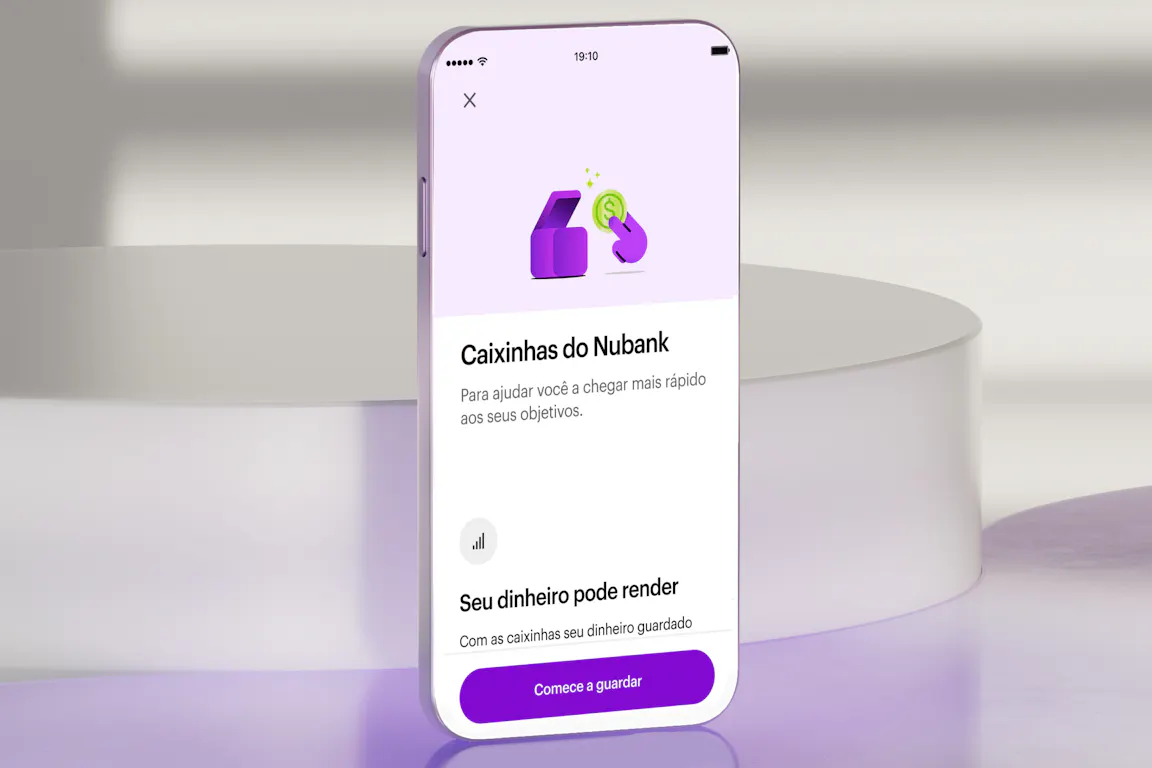 19:10
Caixinhas do Nubank
Para ajudar você a chegar mais rápido
aos seus objetivos.
Seu dinheiro pode render
Com as caixinhas seu dinheiro guardado
Comece a guardar